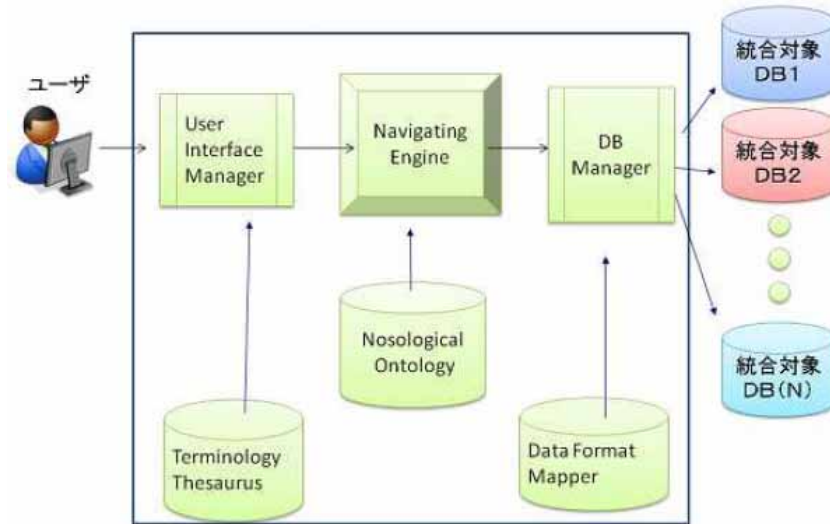 ユーザ
User
Interface
Manager
Navigating
Engine
DB
Manager
統合対象
DB1
統合対象
DB2
統合対象
DB(N)
Nosological
Ontology
Terminology
Thesaurus
Data Format
Mapper